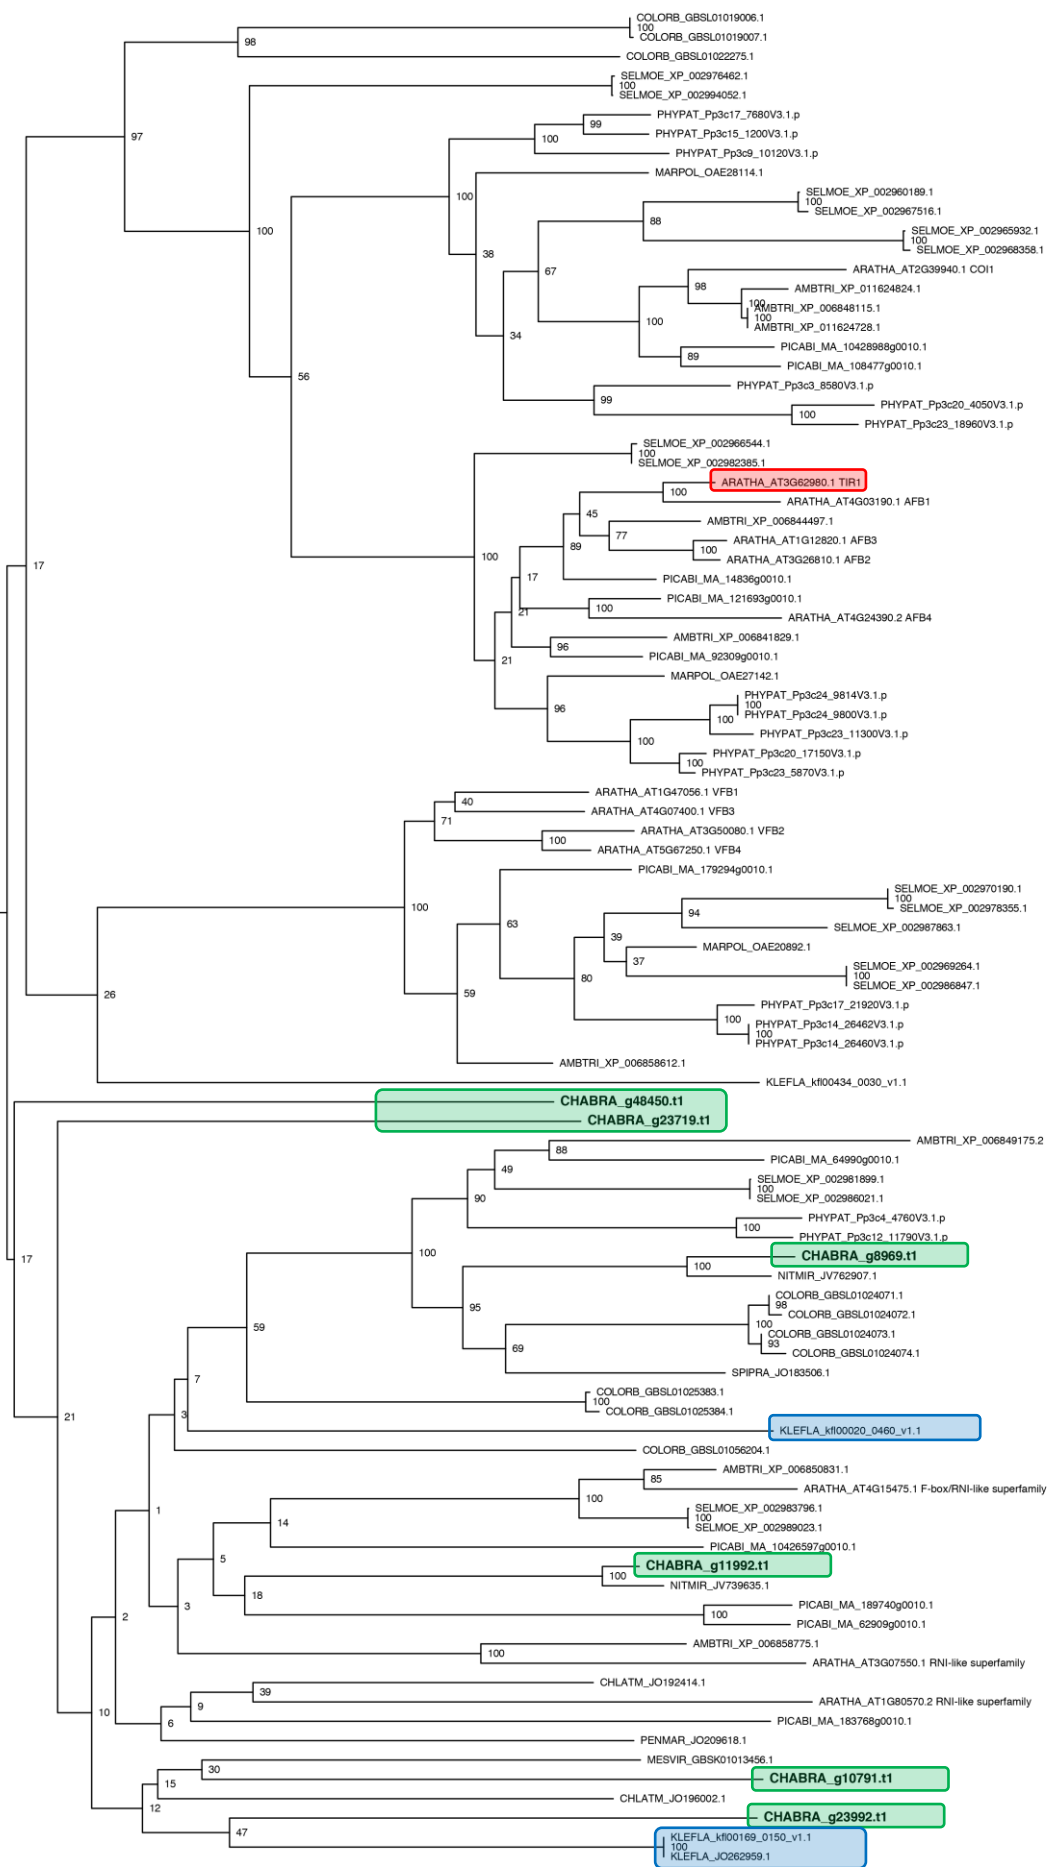 COLORB_GBSL01019006.1
100
COLORB_GBSL01019007.1
98
COLORB_GBSL01022275.1
SELMOE_XP_002976462.1
100
SELMOE_XP_002994052.1
PHYPAT_Pp3c17_7680V3.1.p
99
PHYPAT_Pp3c15_1200V3.1.p
97
100
PHYPAT_Pp3c9_10120V3.1.p
MARPOL_OAE28114.1
SELMOE_XP_002960189.1
100
100
SELMOE_XP_002967516.1
88
100
SELMOE_XP_002965932.1
100
SELMOE_XP_002968358.1
38
67
ARATHA_AT2G39940.1 COI1
98
AMBTRI_XP_011624824.1
100
AMBTRI_XP_006848115.1
100
100
AMBTRI_XP_011624728.1
34
PICABI_MA_10428988g0010.1
89
PICABI_MA_108477g0010.1
56
PHYPAT_Pp3c3_8580V3.1.p
99
PHYPAT_Pp3c20_4050V3.1.p
100
PHYPAT_Pp3c23_18960V3.1.p
SELMOE_XP_002966544.1
100
SELMOE_XP_002982385.1
ARATHA_AT3G62980.1 TIR1
100
ARATHA_AT4G03190.1 AFB1
45
AMBTRI_XP_006844497.1
77
ARATHA_AT1G12820.1 AFB3
100
89
ARATHA_AT3G26810.1 AFB2
100
17
17
PICABI_MA_14836g0010.1
PICABI_MA_121693g0010.1
100
21
ARATHA_AT4G24390.2 AFB4
AMBTRI_XP_006841829.1
96
PICABI_MA_92309g0010.1
21
MARPOL_OAE27142.1
PHYPAT_Pp3c24_9814V3.1.p
100
96
PHYPAT_Pp3c24_9800V3.1.p
100
PHYPAT_Pp3c23_11300V3.1.p
100
PHYPAT_Pp3c20_17150V3.1.p
100
PHYPAT_Pp3c23_5870V3.1.p
ARATHA_AT1G47056.1 VFB1
40
ARATHA_AT4G07400.1 VFB3
71
ARATHA_AT3G50080.1 VFB2
100
ARATHA_AT5G67250.1 VFB4
PICABI_MA_179294g0010.1
SELMOE_XP_002970190.1
100
SELMOE_XP_002978355.1
100
94
63
SELMOE_XP_002987863.1
39
MARPOL_OAE20892.1
37
SELMOE_XP_002969264.1
80
100
SELMOE_XP_002986847.1
26
59
PHYPAT_Pp3c17_21920V3.1.p
100
PHYPAT_Pp3c14_26462V3.1.p
100
PHYPAT_Pp3c14_26460V3.1.p
AMBTRI_XP_006858612.1
KLEFLA_kfl00434_0030_v1.1
CHABRA_g48450.t1
CHABRA_g23719.t1
AMBTRI_XP_006849175.2
88
PICABI_MA_64990g0010.1
49
SELMOE_XP_002981899.1
100
SELMOE_XP_002986021.1
90
PHYPAT_Pp3c4_4760V3.1.p
100
PHYPAT_Pp3c12_11790V3.1.p
100
CHABRA_g8969.t1
17
100
NITMIR_JV762907.1
COLORB_GBSL01024071.1
98
95
COLORB_GBSL01024072.1
100
59
COLORB_GBSL01024073.1
93
69
COLORB_GBSL01024074.1
SPIPRA_JO183506.1
7
COLORB_GBSL01025383.1
100
COLORB_GBSL01025384.1
3
21
KLEFLA_kfl00020_0460_v1.1
COLORB_GBSL01056204.1
AMBTRI_XP_006850831.1
85
ARATHA_AT4G15475.1 F-box/RNI-like superfamily
100
SELMOE_XP_002983796.1
1
100
14
SELMOE_XP_002989023.1
PICABI_MA_10426597g0010.1
5
CHABRA_g11992.t1
100
NITMIR_JV739635.1
18
3
PICABI_MA_189740g0010.1
100
2
PICABI_MA_62909g0010.1
AMBTRI_XP_006858775.1
100
ARATHA_AT3G07550.1 RNI-like superfamily
CHLATM_JO192414.1
39
ARATHA_AT1G80570.2 RNI-like superfamily
9
10
PICABI_MA_183768g0010.1
6
PENMAR_JO209618.1
MESVIR_GBSK01013456.1
30
CHABRA_g10791.t1
15
CHLATM_JO196002.1
12
CHABRA_g23992.t1
47
KLEFLA_kfl00169_0150_v1.1
100
KLEFLA_JO262959.1